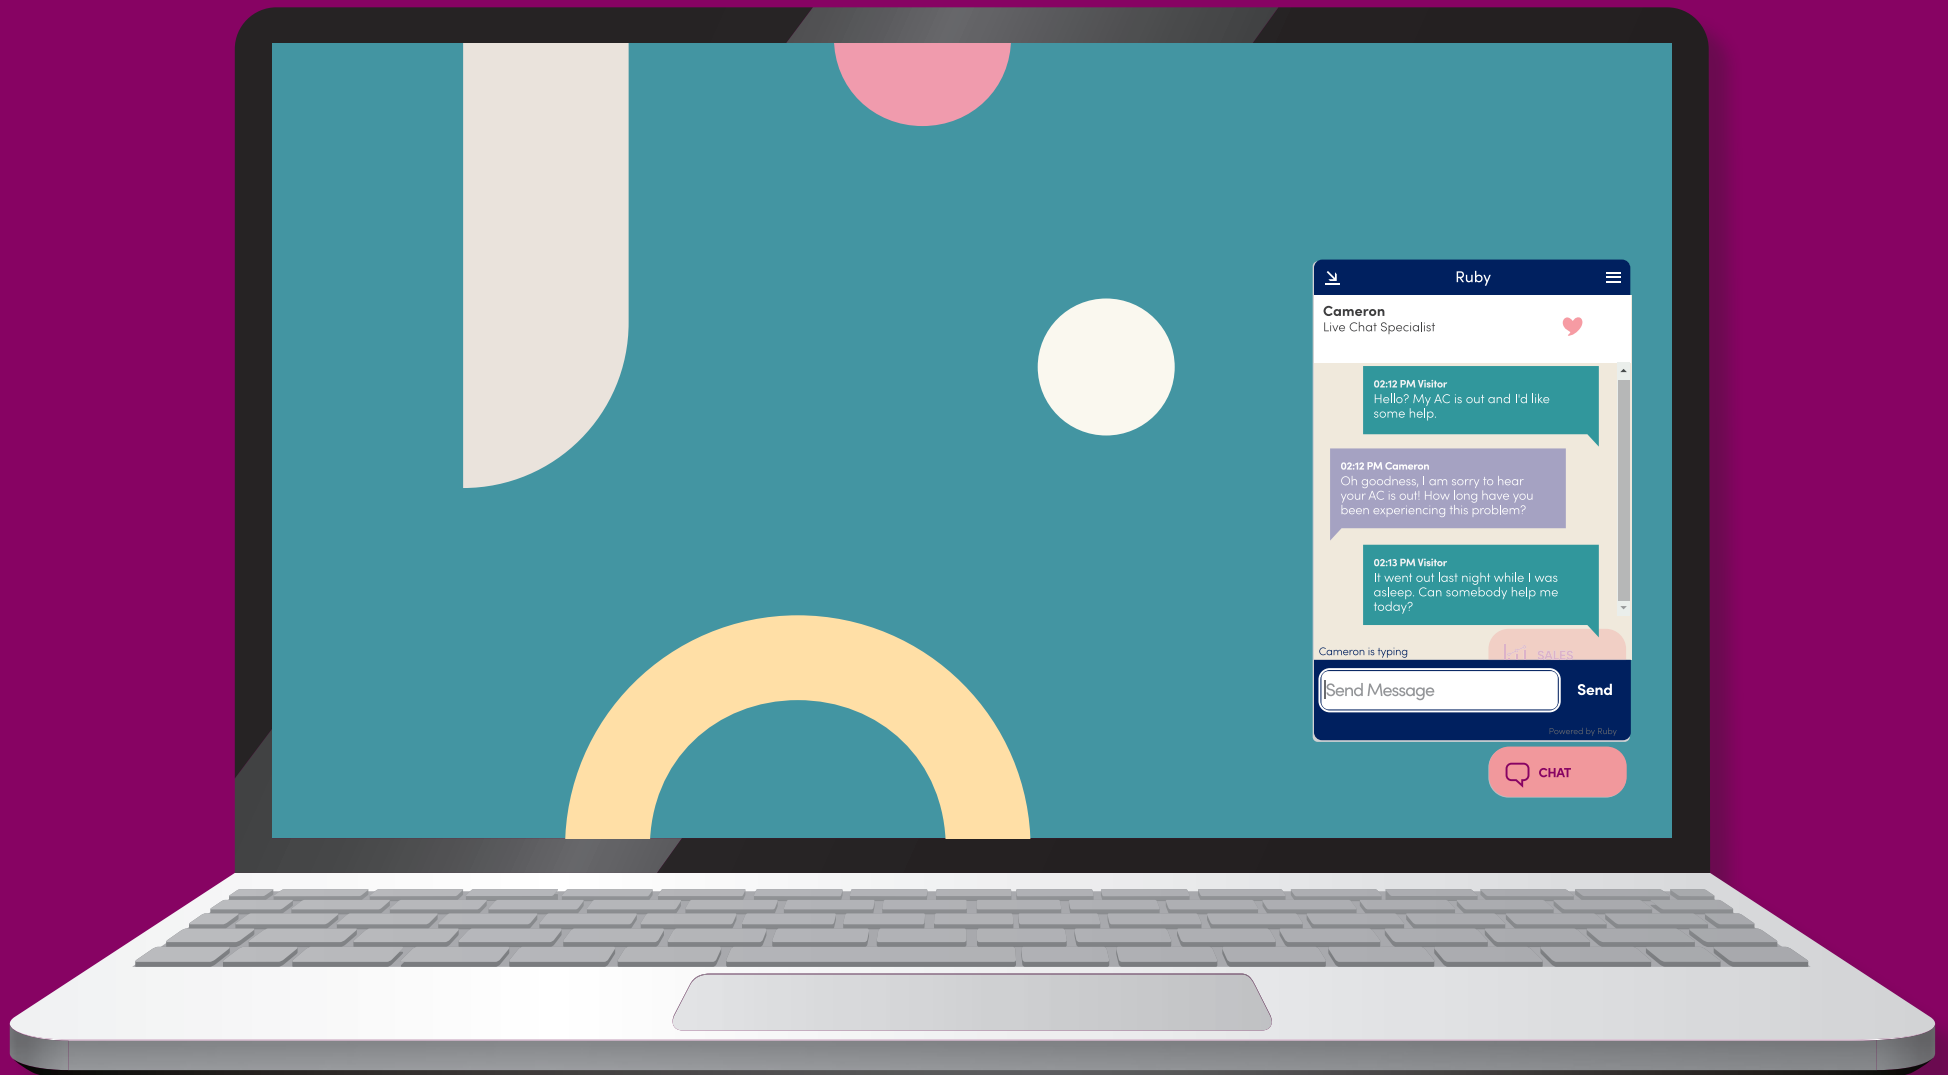 Ruby
Cameron
Live Chat Specialist
02:12 PM Visitor
Hello? My AC is out and I'd like
some help.
02:12 PM Cameron
Oh goodness, I am sorry to hear
your AC is out! How long have you
been experiencing this problem?
02:13 PM Visitor
It went out last night while I was
asleep. Can somebody help me
today?
SALES
Cameron is typing
Send Message
Send
Powered by Ruby
CHAT